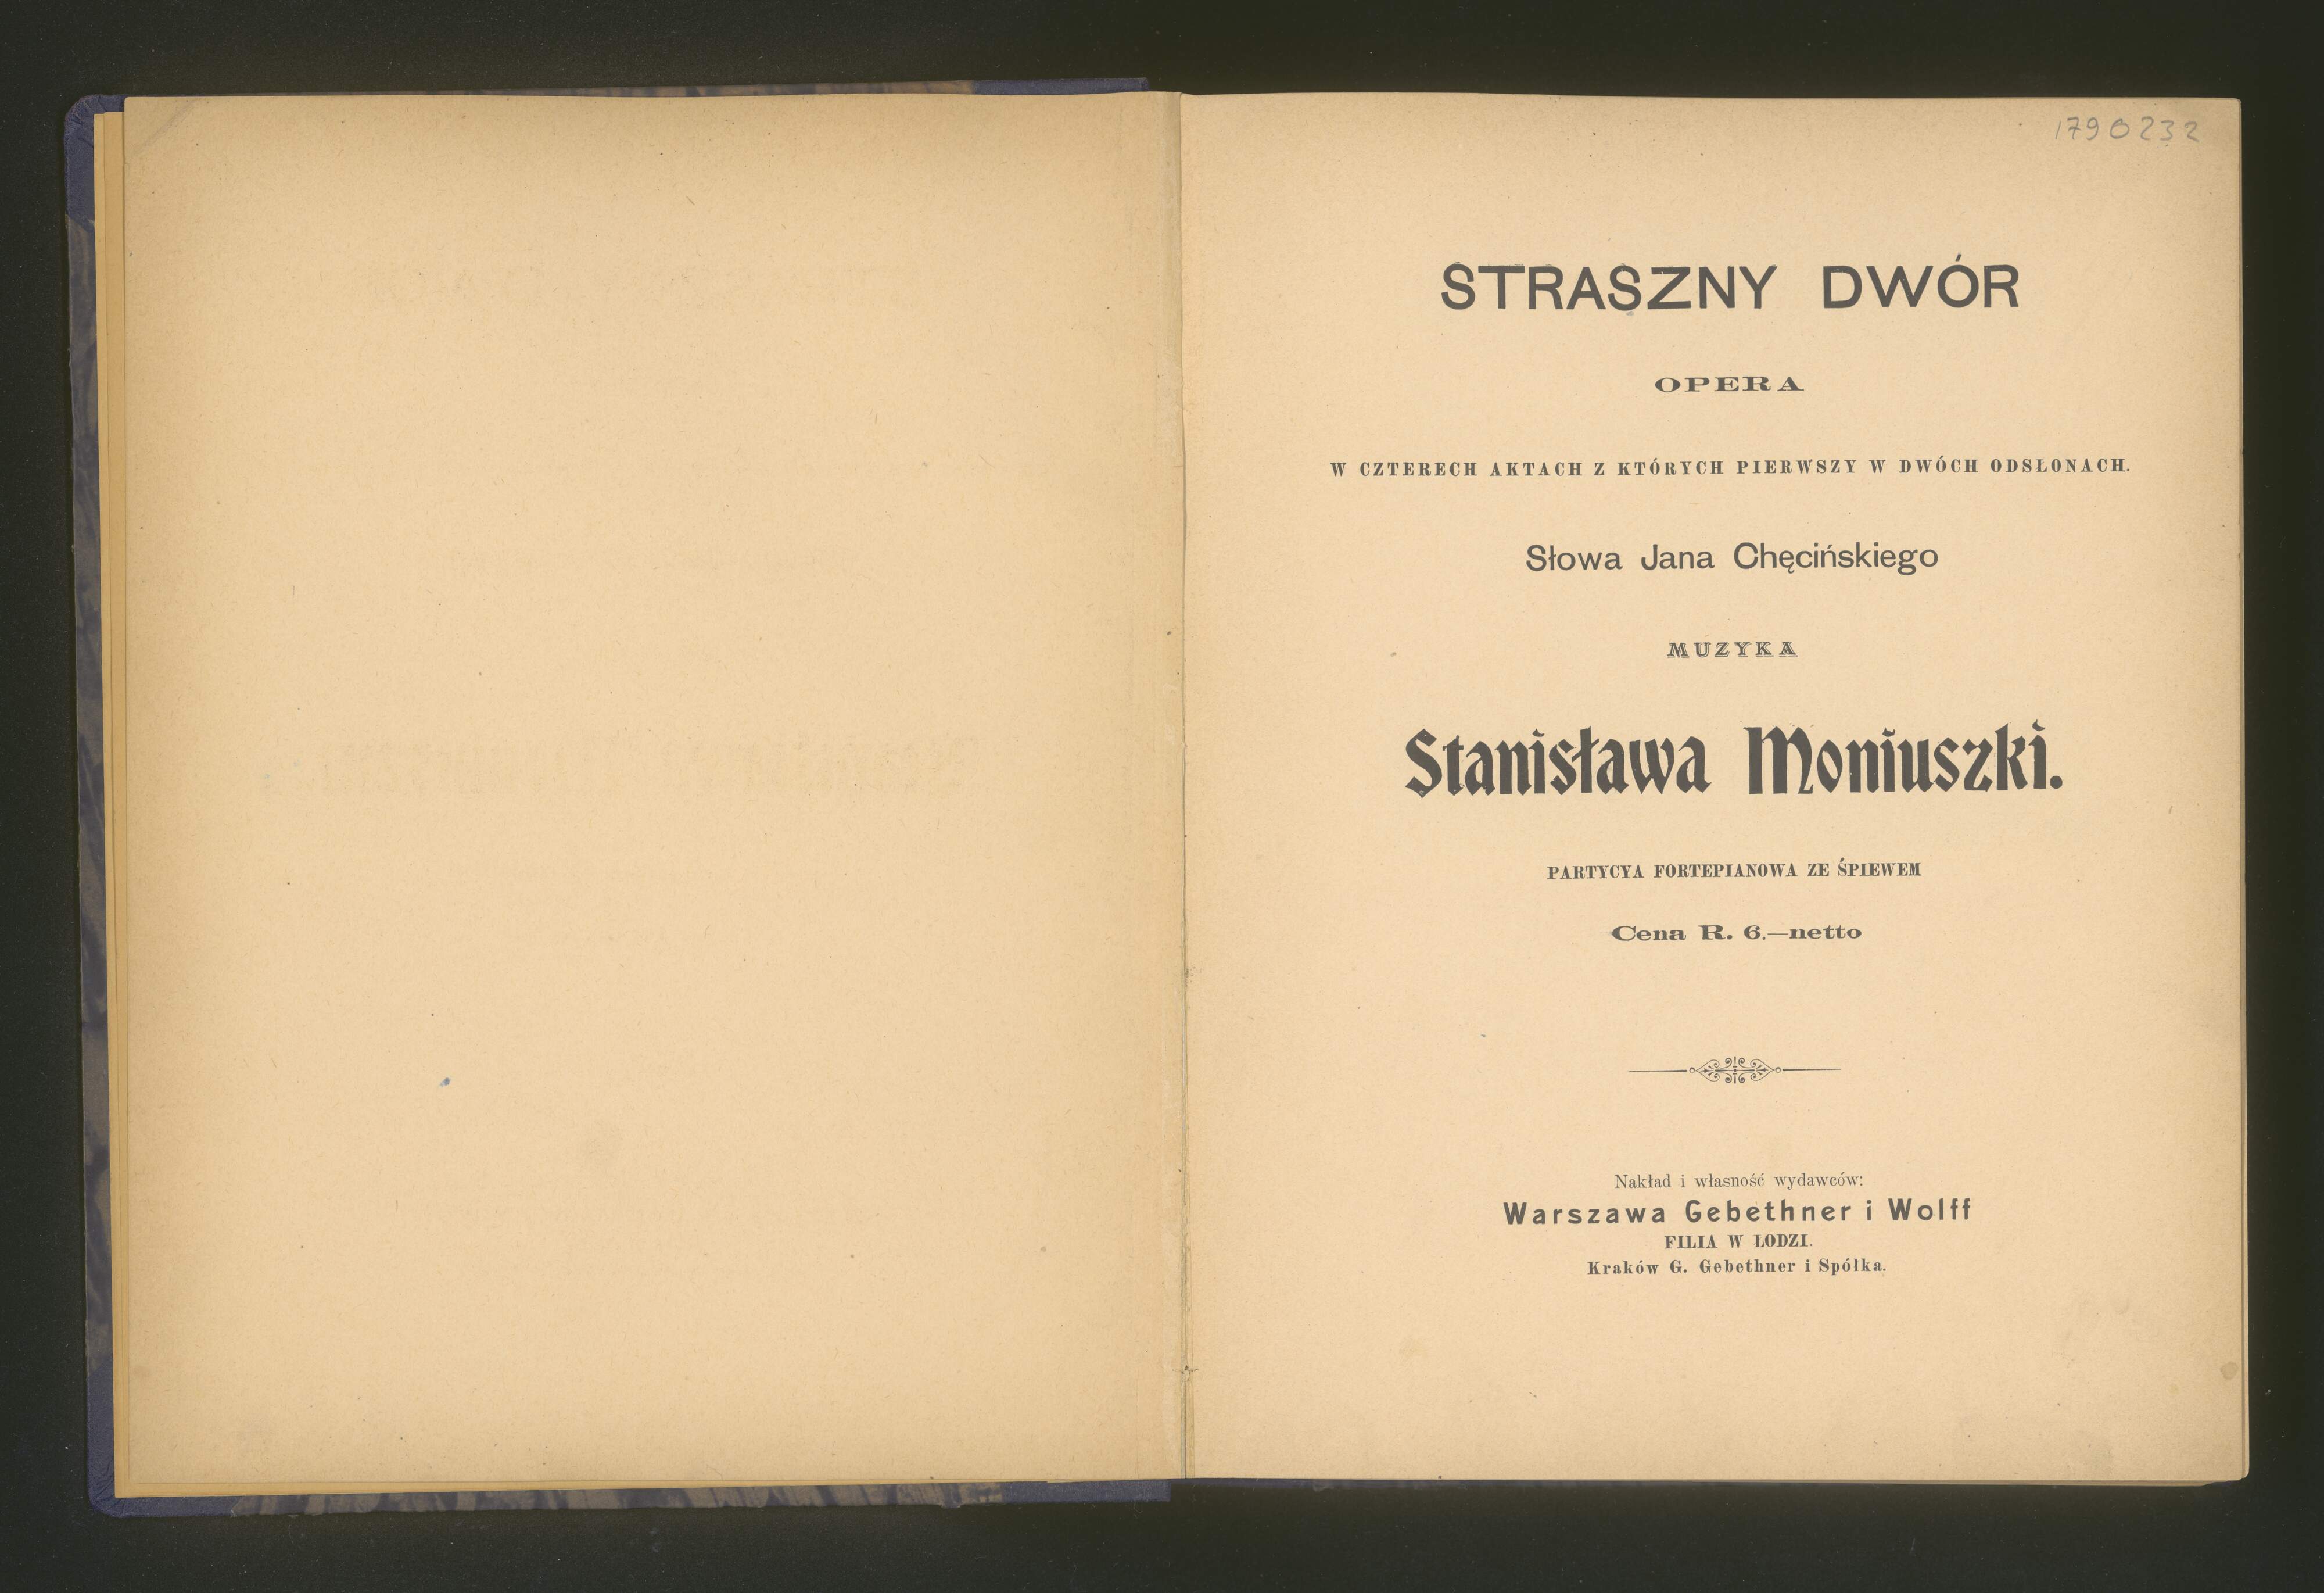 1790232
STRASZNY DWÓR
OPERA
W CZTERECH AKTACH Z KTÓRYCH PIERWSZY W DWÓCH ODSŁONACH.
Słowa Jana Chęcińskiego
MUZYKA
Stanisława Moniuszki.
PARTYCYA FORTEPIANOWA ZE ŚPIEWEM
Cena R. 6.—netto
Nakład i własność wydawców:
Warszawa Gebethner i Wolff
FILIA W ŁODZI.
Kraków G. Gebethner i Spółka.